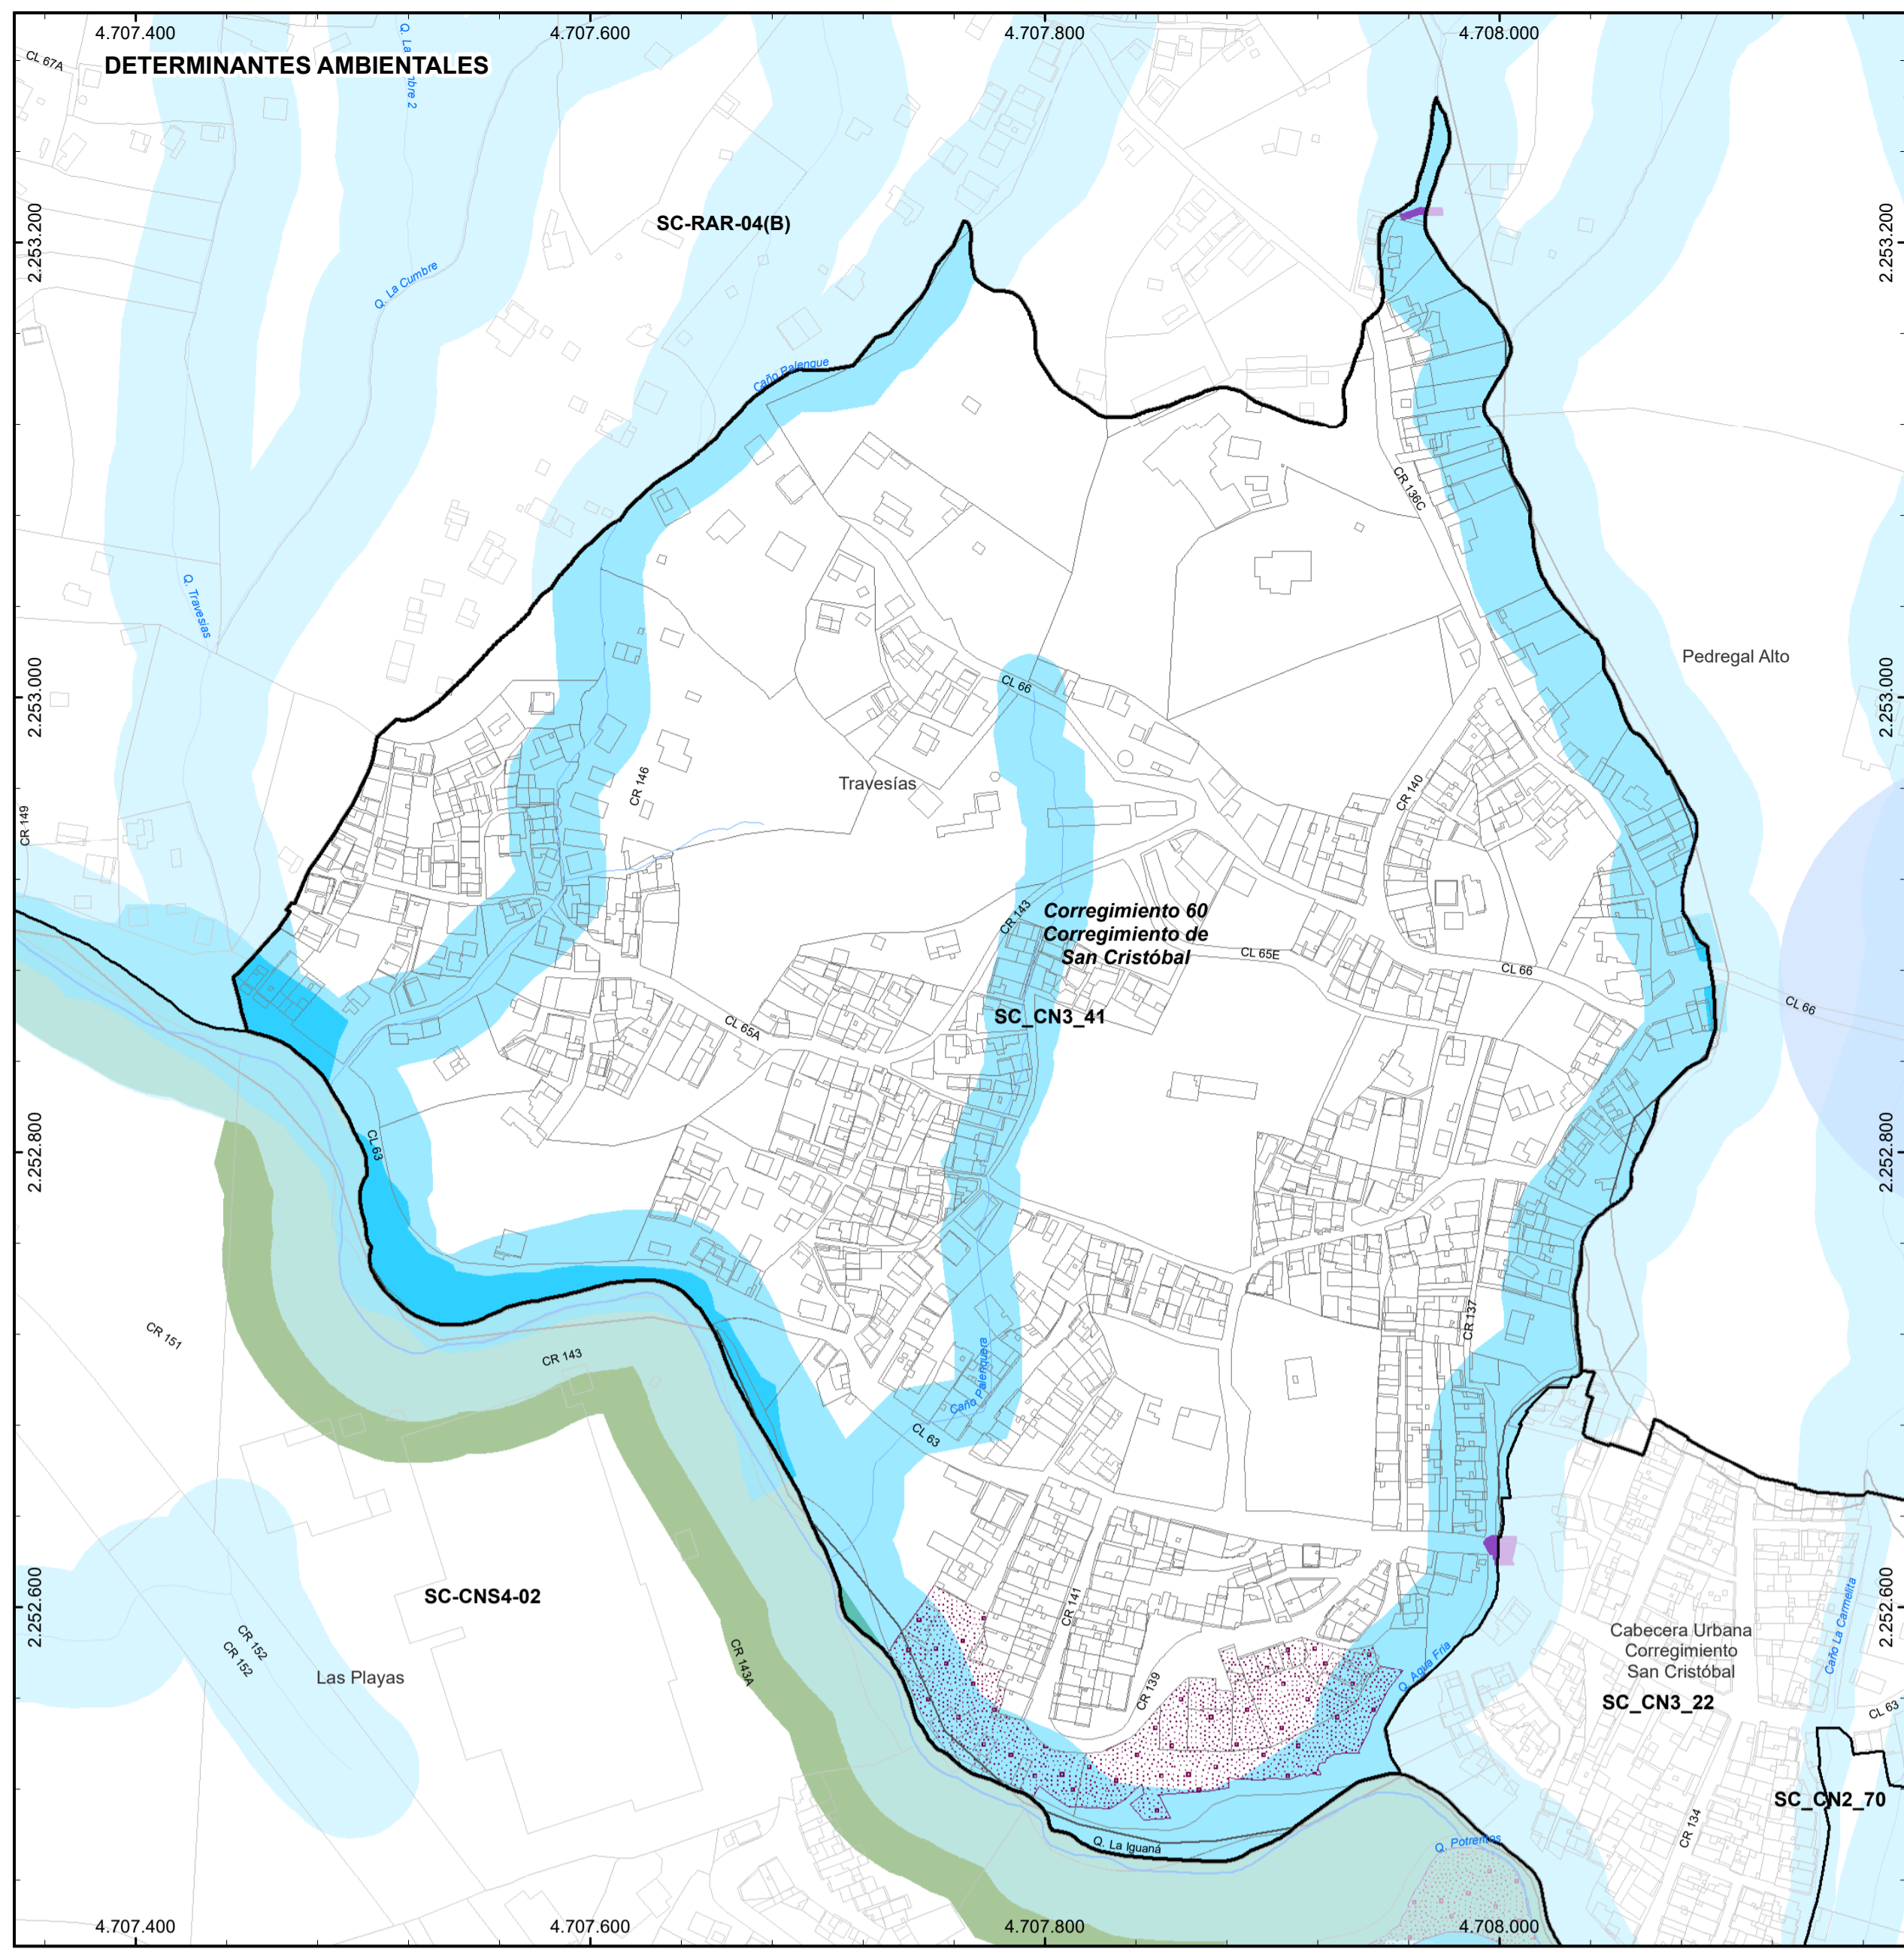 4.707.400
4.707.600
4.707.800
4.708.000
DETERMINANTES AMBIENTALES
CL 67A
Q. La Cumbre 2
2.253.200
2.253.200
SC-RAR-04(B)
Q. La Cumbre
Caño Palenque
CR 136C
Q. Travesias
Pedregal Alto
2.253.000
2.253.000
CL 66
Travesías
CR 146
CR 140
CR 149
CR 143
Corregimiento 60
Corregimiento de
San Cristóbal
CL 65E
CL 66
CL 66
SC_CN3_41
CL 65A
2.252.800
2.252.800
CL 63
CR 151
CR 143
CR 137
Caño Palenquera
CL 63
2.252.600
2.252.600
SC-CNS4-02
CR 141
CR 152
CR 152
Las Playas
CR 143A
CR 139
Q. Agua Fría
Cabecera Urbana
Corregimiento
San Cristóbal
Caño La Carmelita
SC_CN3_22
CL 63
SC_CN2_70
CR 134
Q. La Iguaná
Q. Potreritos
4.707.400
4.707.600
4.707.800
4.708.000